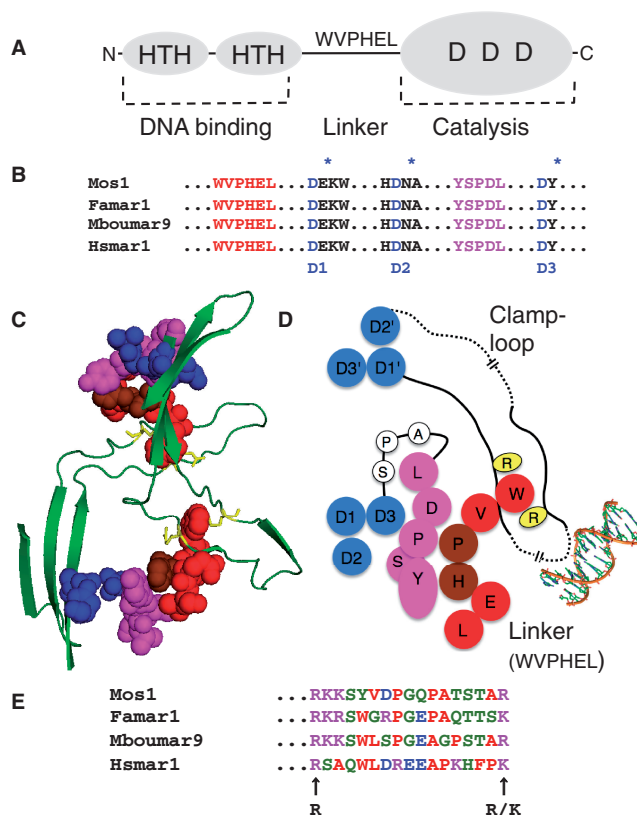 A
N HTH HTH WVPHEL D D D C
DNA binding Linker Catalysis
B
* * *
Mos1 ...WVPHEL...DEKW...HDNA...YSPDL...DY...
Famar1 ...WVPHEL...DEKW...HDNA...YSPDL...DY...
Mboumar9 ...WVPHEL...DEKW...HDNA...YSPDL...DY...
Hsmar1 ...WVPHEL...DEKW...HDNA...YSPDL...DY...
D1 D2 D3
C
D
Clamp-
loop
D2'
D3' D1'
P A
S
L
R
D1 D3 D V W
R
D2 P P
S Y H E
L
Linker
(WVPHEL)
E
Mos1 ...RKKSYVDPGQPATSTAR
Famar1 ...RKRSWGRPGEPAQTTSK
Mboumar9 ...RKKSWLSPGEAGPSTAR
Hsmar1 ...RSAQWLDREEAPKHFPK
↑ ↑
R R/K